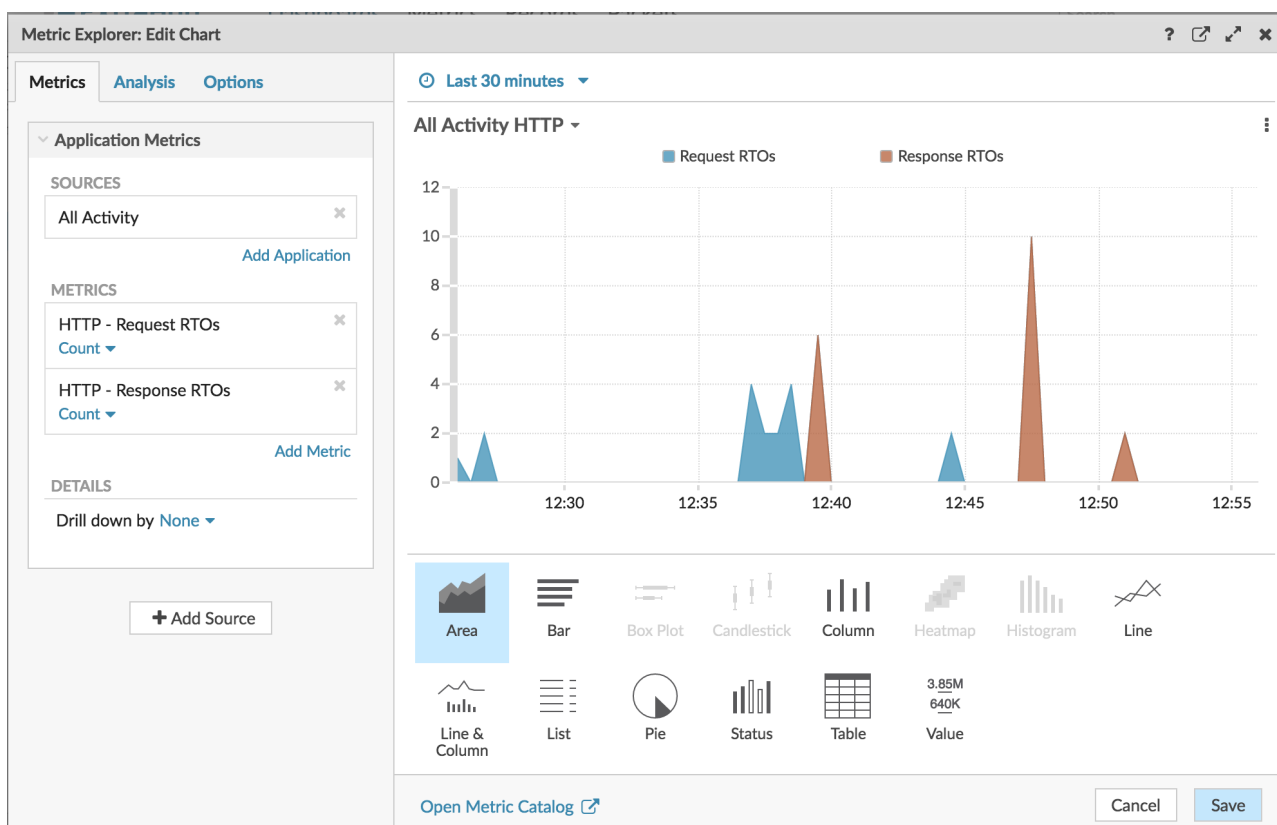 Metric Explorer: Edit Chart
?
Metrics Analysis Options
Application Metrics
SOURCES
All Activity
Add Application
METRICS
HTTP - Request RTOs
Count
HTTP - Response RTOs
Count
Add Metric
DETAILS
Drill down by None
+ Add Source
Last 30 minutes
All Activity HTTP
Request RTOs Response RTOs
12
10
8
6
4
2
0
12:30 12:35 12:40 12:45 12:50 12:55
Area Bar Box Plot Candlestick Column Heatmap Histogram Line
3.85M
640K
Line & Column List Pie Status Table Value
Open Metric Catalog
Cancel Save